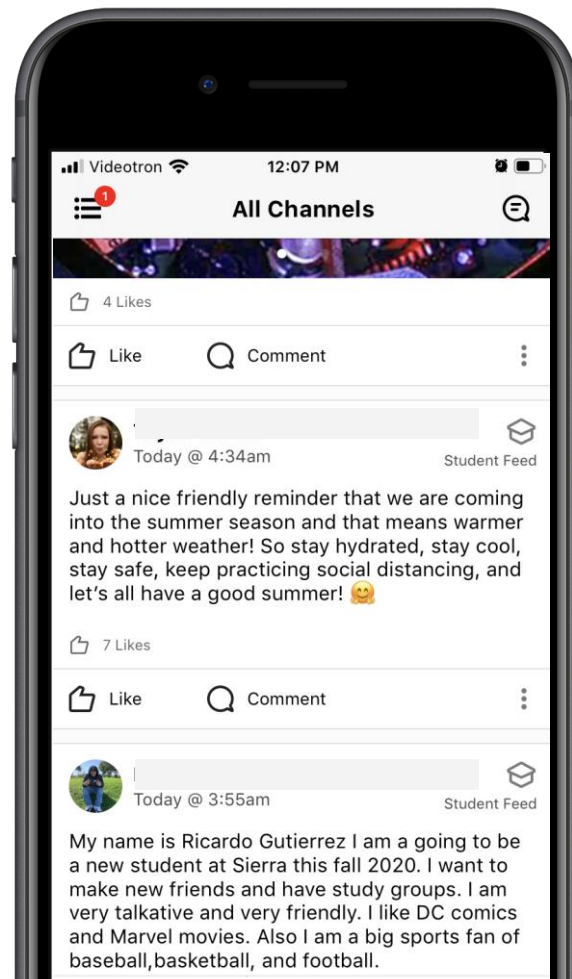 Videotron 12:07 PM
1
All Channels
4 Likes
Like Comment
Today @ 4:34am
Student Feed
Just a nice friendly reminder that we are coming
into the summer season and that means warmer
and hotter weather! So stay hydrated, stay cool,
stay safe, keep practicing social distancing, and
let's all have a good summer! 🤗
7 Likes
Like Comment
Today @ 3:55am
Student Feed
My name is Ricardo Gutierrez I am a going to be
a new student at Sierra this fall 2020. I want to
make new friends and have study groups. I am
very talkative and very friendly. I like DC comics
and Marvel movies. Also I am a big sports fan of
baseball,basketball, and football.